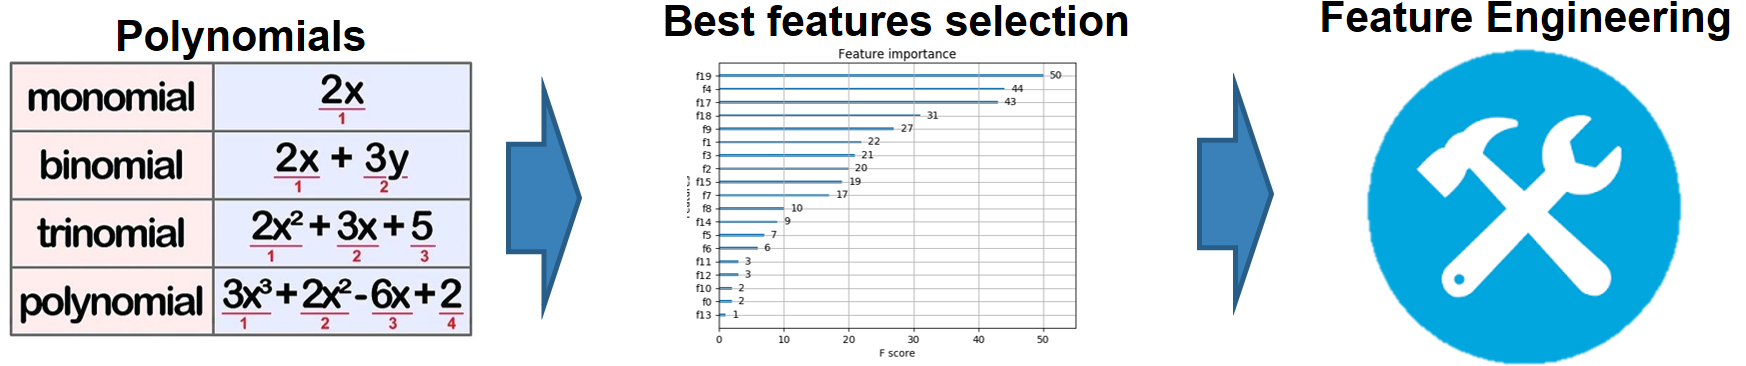 Polynomials
monomial 2x
1
binomial 2x + 3y
1 2
trinomial 2x² + 3x + 5
1 2 3
polynomial 3x³+2x²-6x+2
1 2 3 4
Best features selection
Feature importance
f19 50
f4 44
f17 43
f18 31
f9 27
f1 22
f3 21
f2 20
f15 19
f7 17
f8 10
f14 9
f5 7
f6 6
f11 3
f12 3
f10 2
f0 2
f13 1
0 10 20 30 40 50
F score
Feature Engineering